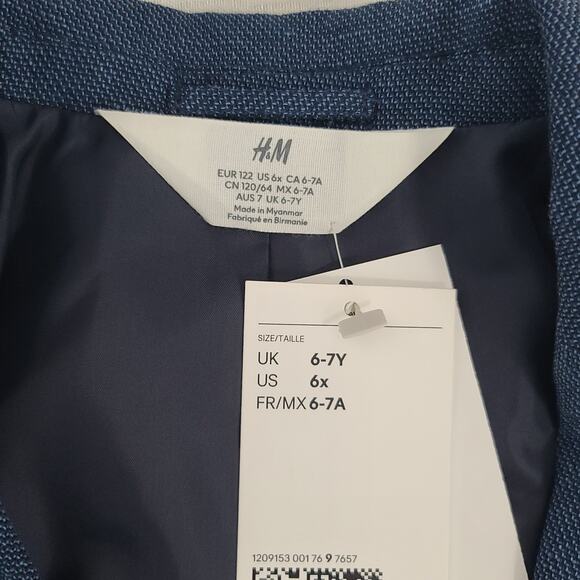 H&M
EUR 122 US 6x CA 6-7A
CN 120/64 MX 6-7A
AUS 7 UK 6-7Y
Made in Myanmar
Fabriqué en Birmanie
SIZE/TAILLE
UK 6-7Y
US 6x
FR/MX 6-7A
1209153 001 76 9 7657